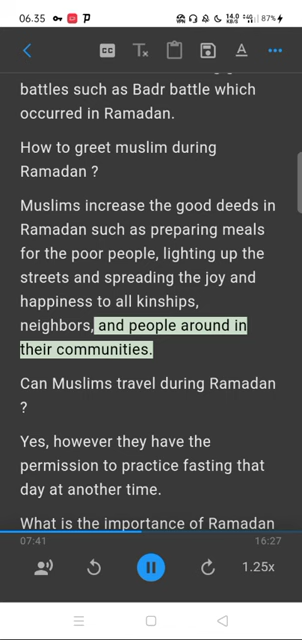 06.35
14.0 KB/S 87%
CC
battles such as Badr battle which
occurred in Ramadan.
How to greet muslim during
Ramadan ?
Muslims increase the good deeds in
Ramadan such as preparing meals
for the poor people, lighting up the
streets and spreading the joy and
happiness to all kinships,
neighbors, and people around in
their communities.
Can Muslims travel during Ramadan
?
Yes, however they have the
permission to practice fasting that
day at another time.
What is the importance of Ramadan
07:41 16:27
1.25x